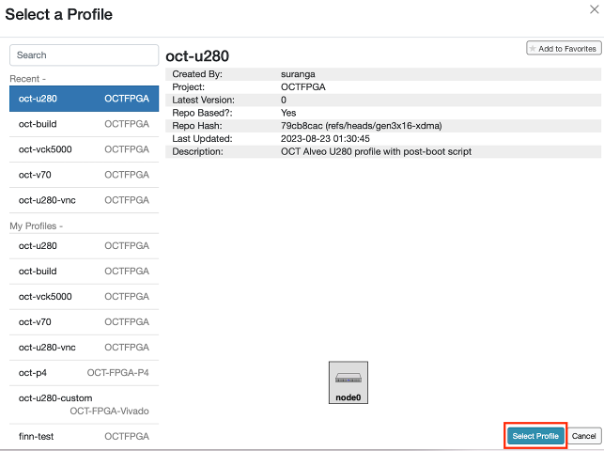 Select a Profile
×
Search
Recent -
oct-u280 OCTFPGA
oct-build OCTFPGA
oct-vck5000 OCTFPGA
oct-v70 OCTFPGA
oct-u280-vnc OCTFPGA
My Profiles -
oct-u280 OCTFPGA
oct-build OCTFPGA
oct-vck5000 OCTFPGA
oct-v70 OCTFPGA
oct-u280-vnc OCTFPGA
oct-p4 OCT-FPGA-P4
oct-u280-custom
OCT-FPGA-Vivado
finn-test OCTFPGA
oct-u280
Add to Favorites
Created By: suranga
Project: OCTFPGA
Latest Version: 0
Repo Based?: Yes
Repo Hash: 79cb8cac (refs/heads/gen3x16-xdma)
Last Updated: 2023-08-23 01:30:45
Description: OCT Alveo U280 profile with post-boot script
node0
Select Profile
Cancel